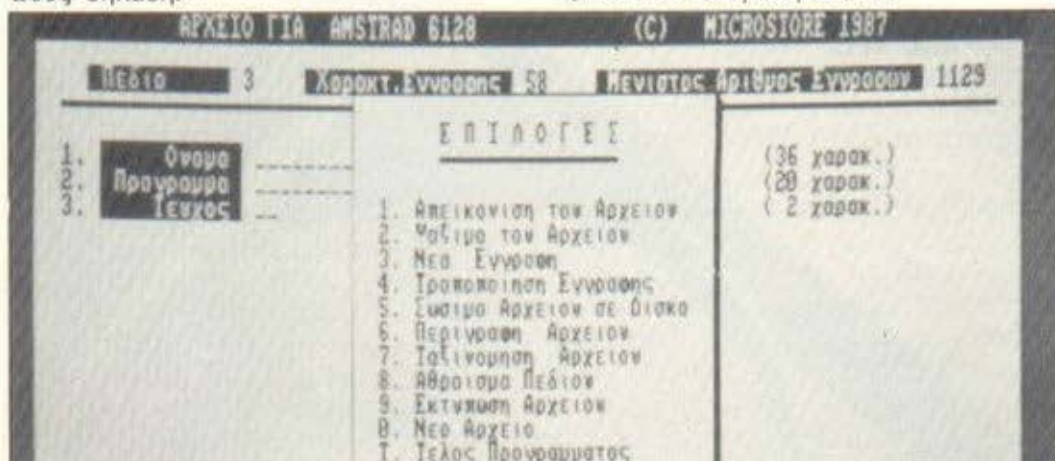 ΑΡΧΕΙΟ ΓΙΑ AMSTRAD 6128 (C) MICROSTORE 1987
Πεδια 3 Χαρακτ.Εγγραφης 58 Μεγιστος Αριθμος Εγγραφων 1129
ΕΠΙΛΟΓΕΣ
1. Ονομα (36 χαρακ.)
2. Προγραμμα (20 χαρακ.)
3. Τευχος ( 2 χαρακ.)
1. Απεικονιση του Αρχειου
2. Ψαξιμο του Αρχειου
3. Νεα Εγγραφη
4. Τροποποιηση Εγγραφης
5. Σωσιμο Αρχειου σε Δισκο
6. Περιγραφη Αρχειου
7. Ταξινομηση Αρχειου
8. Αθροισμα Πεδιου
9. Εκτυπωση Αρχειου
0. Νεο Αρχειο
Τ. Τελος Προγραμματος